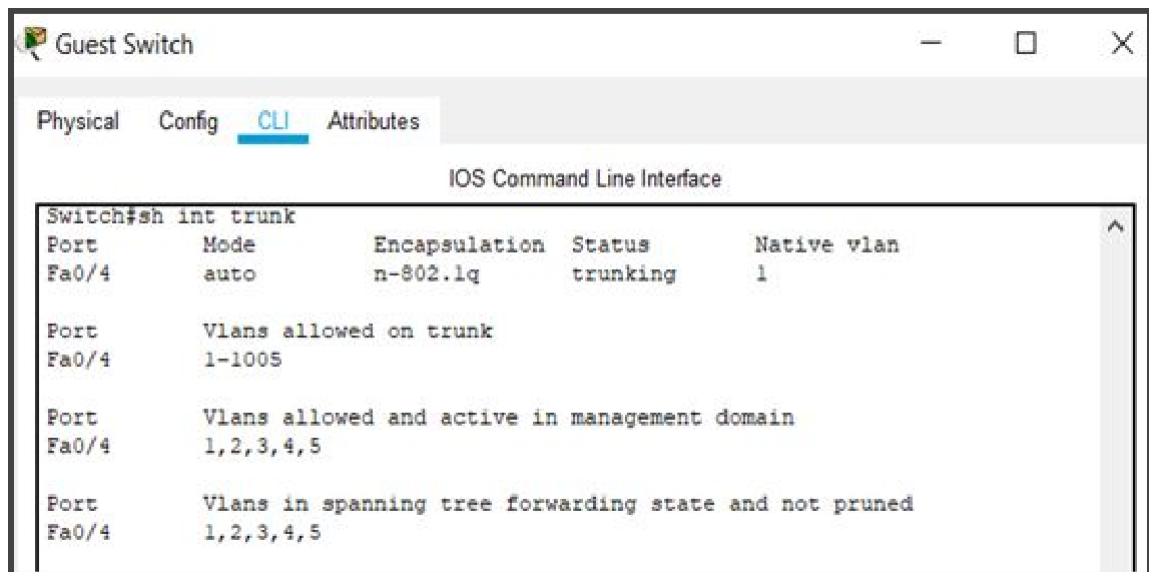 Guest Switch
Physical Config CLI Attributes
IOS Command Line Interface
Switch#sh int trunk
Port Mode Encapsulation Status Native vlan
Fa0/4 auto n-802.1q trunking 1
Port Vlans allowed on trunk
Fa0/4 1-1005
Port Vlans allowed and active in management domain
Fa0/4 1,2,3,4,5
Port Vlans in spanning tree forwarding state and not pruned
Fa0/4 1,2,3,4,5